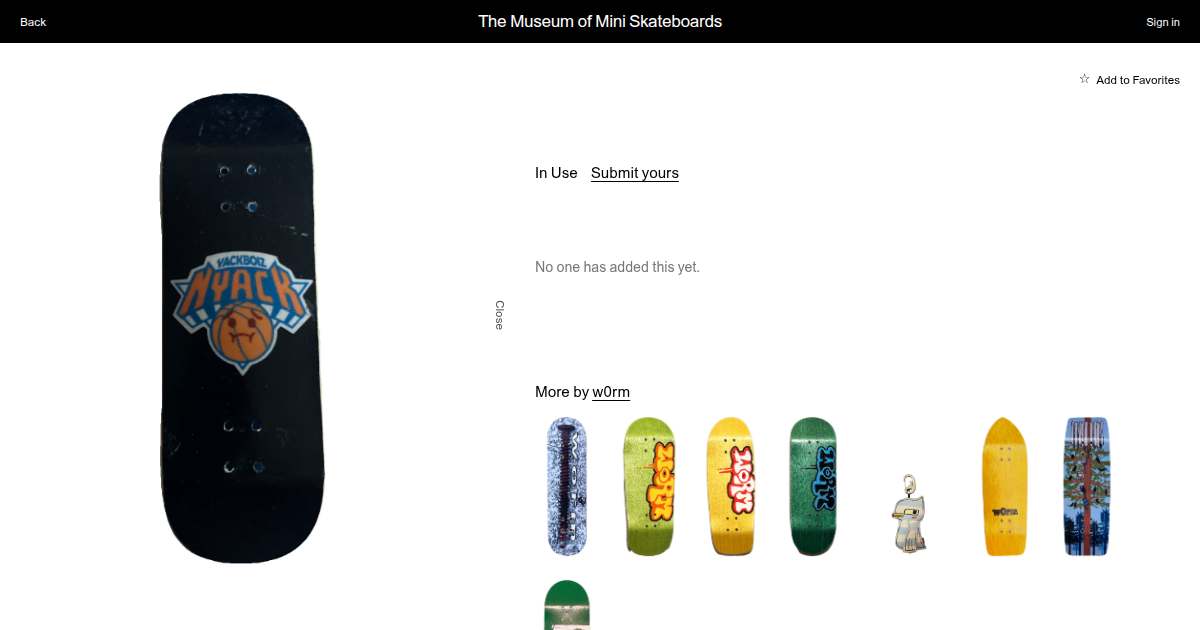 Back
The Museum of Mini Skateboards
Sign in
☆ Add to Favorites
YACKBOIZ
NYACK
In Use Submit yours
No one has added this yet.
Close
More by w0rm
w0rm